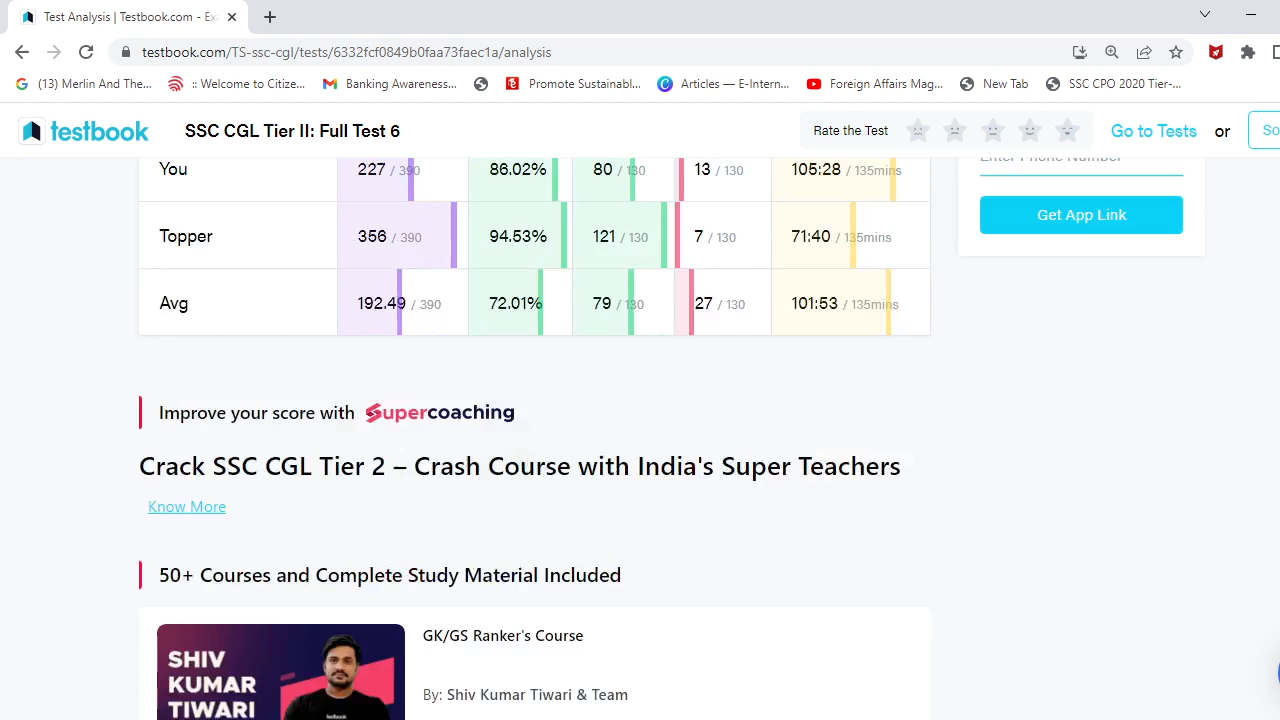 Test Analysis | Testbook.com - Ex
testbook.com/TS-ssc-cgl/tests/6332fcf0849b0faa73faec1a/analysis
(13) Merlin And The... :: Welcome to Citize... Banking Awareness... Promote Sustainabl... Articles — E-Intern... Foreign Affairs Mag... New Tab SSC CPO 2020 Tier-...
testbook SSC CGL Tier II: Full Test 6 Rate the Test Go to Tests or So
Enter Phone Number
You 227 / 390 86.02% 80 / 130 13 / 130 105:28 / 135mins
Get App Link
Topper 356 / 390 94.53% 121 / 130 7 / 130 71:40 / 135mins
Avg 192.49 / 390 72.01% 79 / 130 27 / 130 101:53 / 135mins
Improve your score with Supercoaching
Crack SSC CGL Tier 2 – Crash Course with India's Super Teachers
Know More
50+ Courses and Complete Study Material Included
GK/GS Ranker's Course
SHIV
KUMAR
TIWARI
testbook
By: Shiv Kumar Tiwari & Team